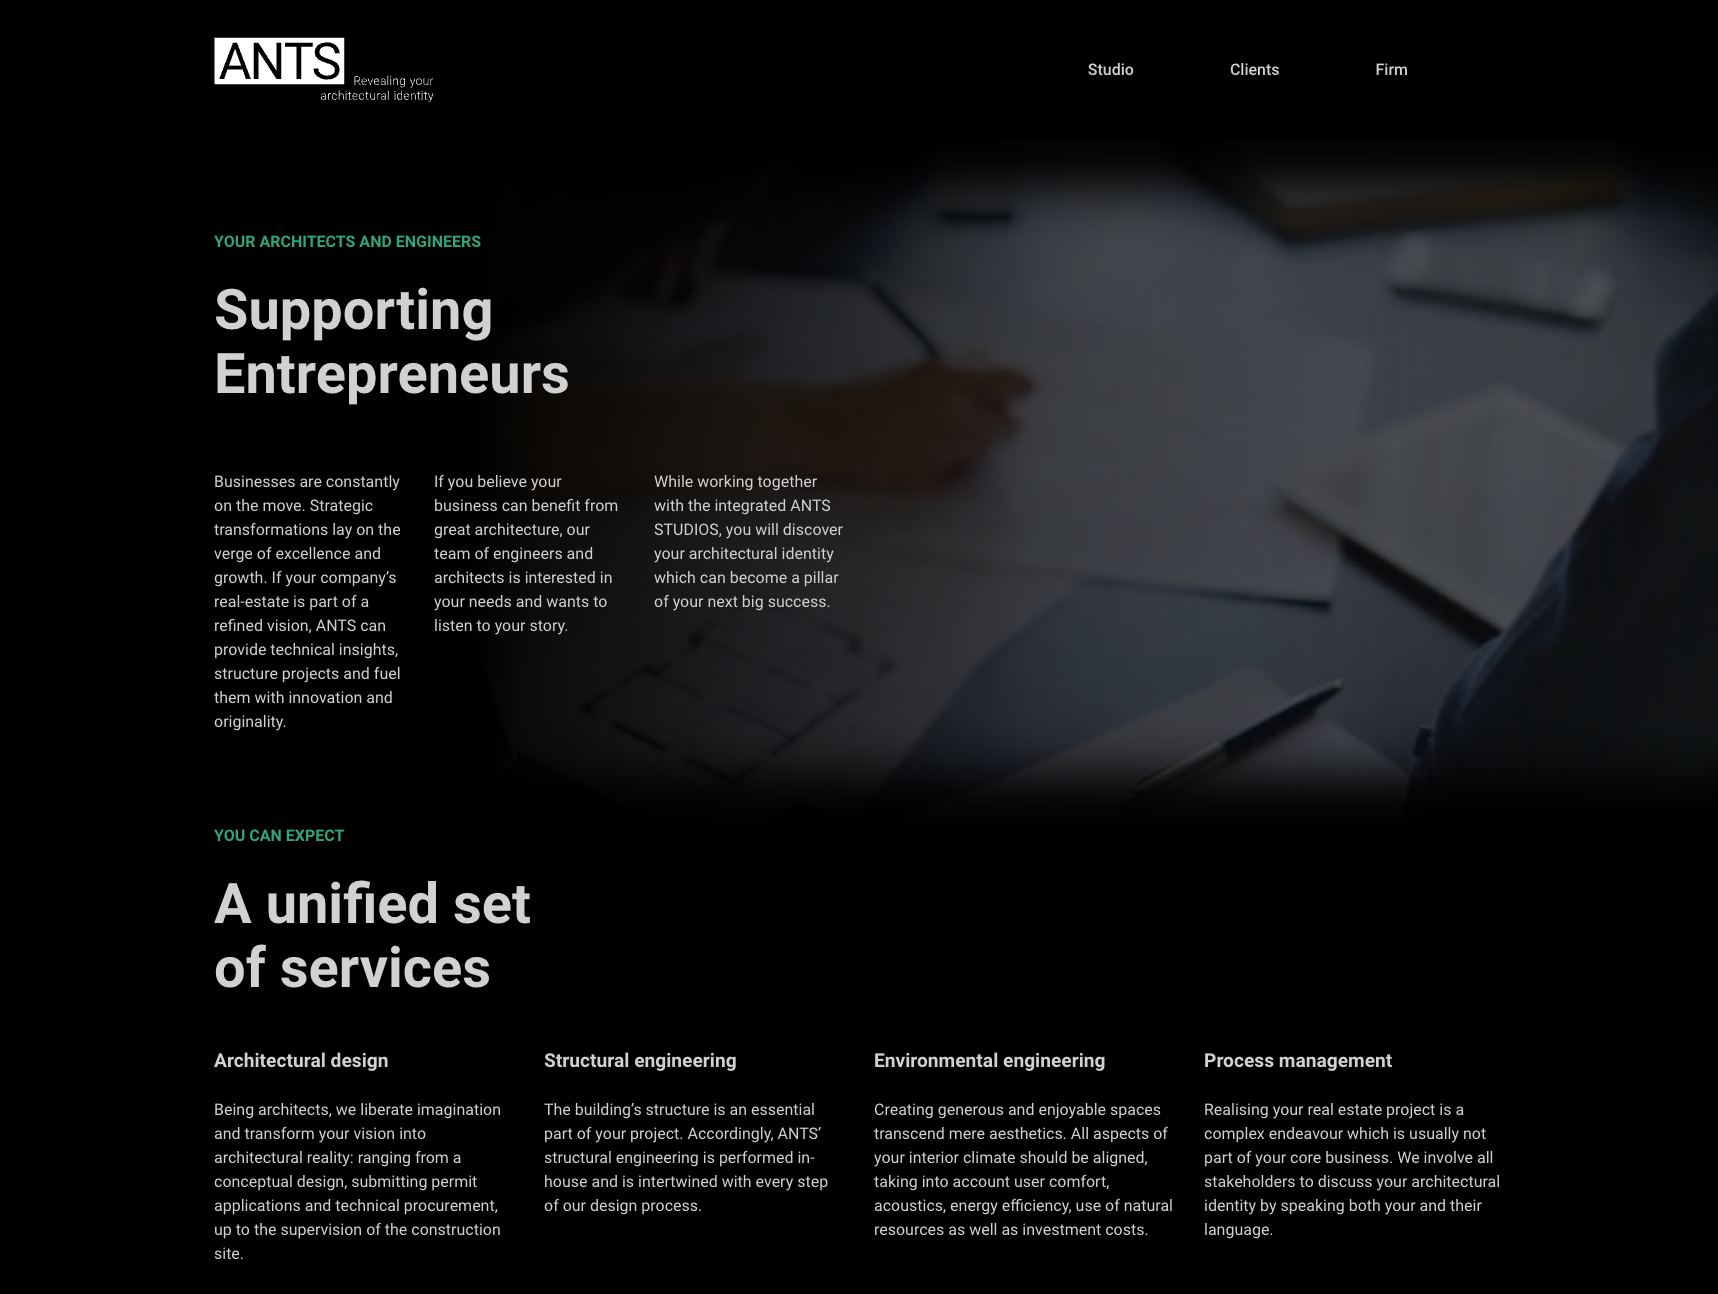 ANTS
Revealing your
architectural identity
Studio
Clients
Firm
YOUR ARCHITECTS AND ENGINEERS
Supporting
Entrepreneurs
Businesses are constantly
on the move. Strategic
transformations lay on the
verge of excellence and
growth. If your company’s
real-estate is part of a
refined vision, ANTS can
provide technical insights,
structure projects and fuel
them with innovation and
originality.
If you believe your
business can benefit from
great architecture, our
team of engineers and
architects is interested in
your needs and wants to
listen to your story.
While working together
with the integrated ANTS
STUDIOS, you will discover
your architectural identity
which can become a pillar
of your next big success.
YOU CAN EXPECT
A unified set
of services
Architectural design
Being architects, we liberate imagination
and transform your vision into
architectural reality: ranging from a
conceptual design, submitting permit
applications and technical procurement,
up to the supervision of the construction
site.
Structural engineering
The building’s structure is an essential
part of your project. Accordingly, ANTS’
structural engineering is performed in-
house and is intertwined with every step
of our design process.
Environmental engineering
Creating generous and enjoyable spaces
transcend mere aesthetics. All aspects of
your interior climate should be aligned,
taking into account user comfort,
acoustics, energy efficiency, use of natural
resources as well as investment costs.
Process management
Realising your real estate project is a
complex endeavour which is usually not
part of your core business. We involve all
stakeholders to discuss your architectural
identity by speaking both your and their
language.